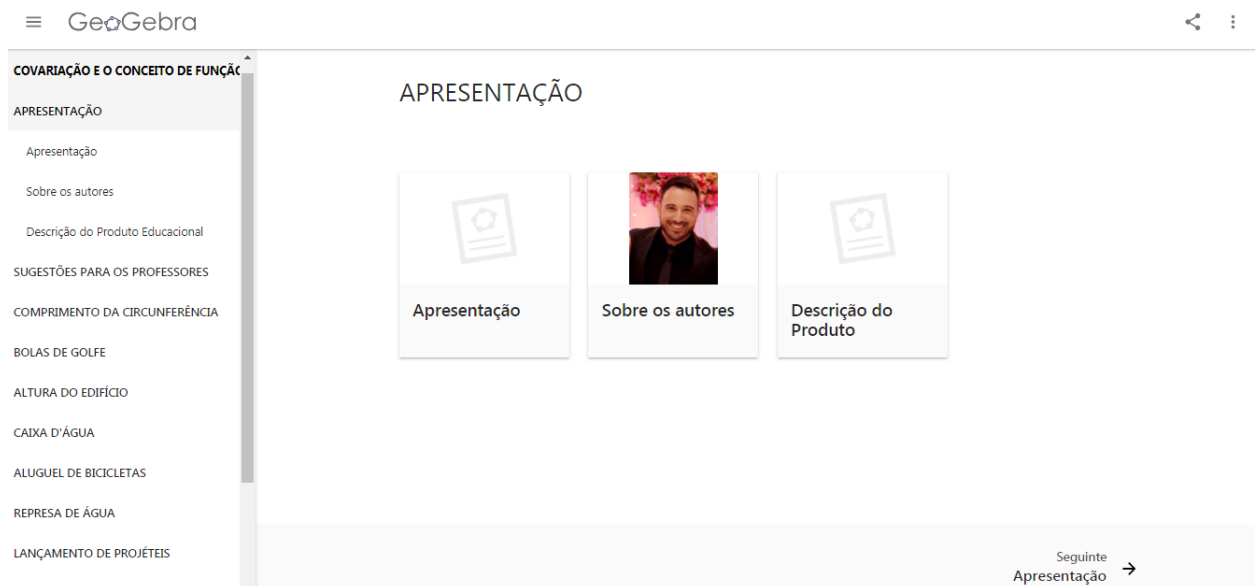 GeoGebra
COVARIAÇÃO E O CONCEITO DE FUNÇÃO
APRESENTAÇÃO
Apresentação
Sobre os autores
Descrição do Produto Educacional
SUGESTÕES PARA OS PROFESSORES
COMPRIMENTO DA CIRCUNFERÊNCIA
BOLAS DE GOLFE
ALTURA DO EDIFÍCIO
CAIXA D'ÁGUA
ALUGUEL DE BICICLETAS
REPRESA DE ÁGUA
LANÇAMENTO DE PROJÉTEIS
APRESENTAÇÃO
Apresentação
Sobre os autores
Descrição do
Produto
Seguinte
Apresentação